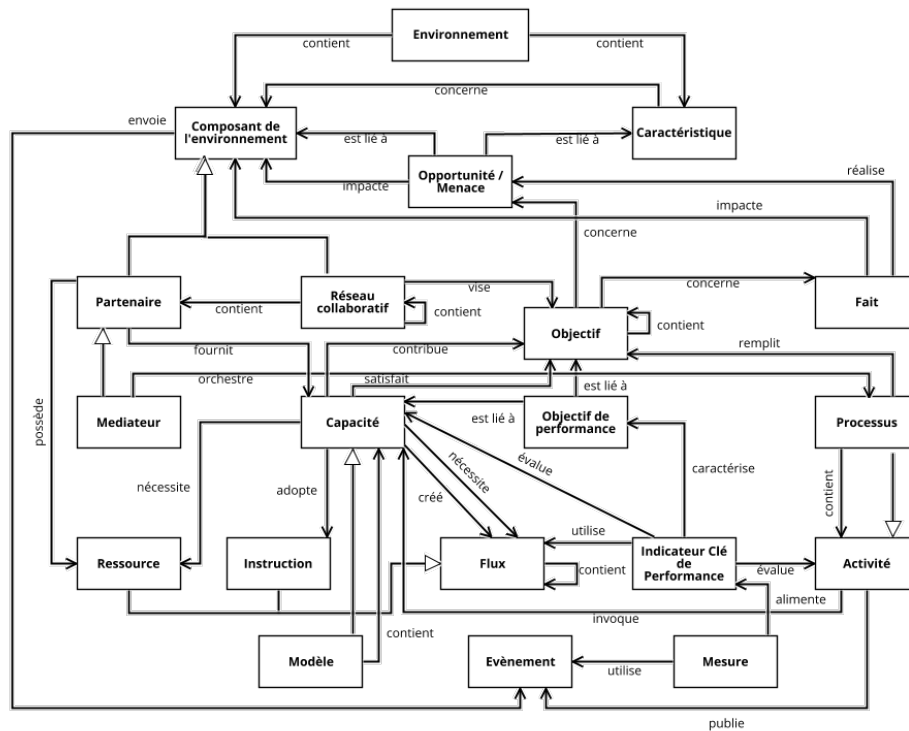 Environnement
contient
contient
concerne
envoie
Composant de
l'environnement
est lié à
est lié à
Caractéristique
Opportunité /
Menace
impacte
réalise
impacte
concerne
Partenaire
Réseau
collaboratif
vise
concerne
Fait
contient
contient
Objectif
contient
fournit
contribue
remplit
orchestre
satisfait
est lié à
possède
Mediateur
Capacité
est lié à
Objectif de
performance
Processus
nécessite
adopte
créé
nécessite
évalue
caractérise
contient
utilise
Ressource
Instruction
Flux
contient
Indicateur Clé
de
Performance
évalue
Activité
alimente
invoque
contient
Modèle
Evènement
utilise
Mesure
publie